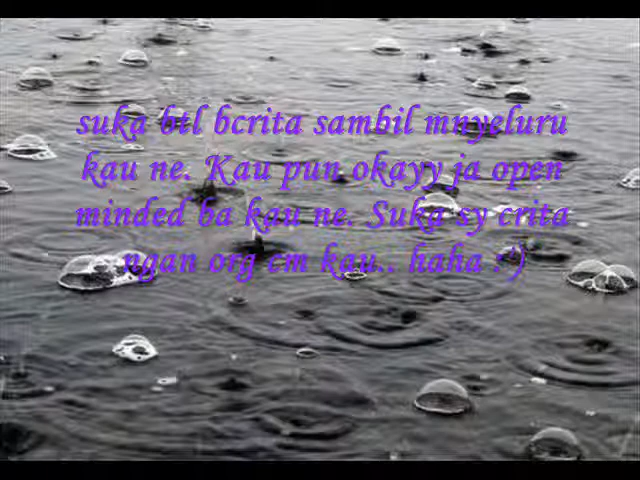 suka btl bcrita sambil mnyeluru
kau ne. Kau pun okayy ja open
minded ba kau ne. Suka sy crita
ngan org cm kau.. haha :')